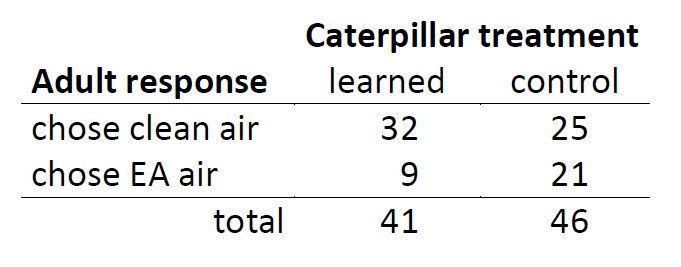 Caterpillar treatment
Adult response learned control
chose clean air 32 25
chose EA air 9 21
total 41 46